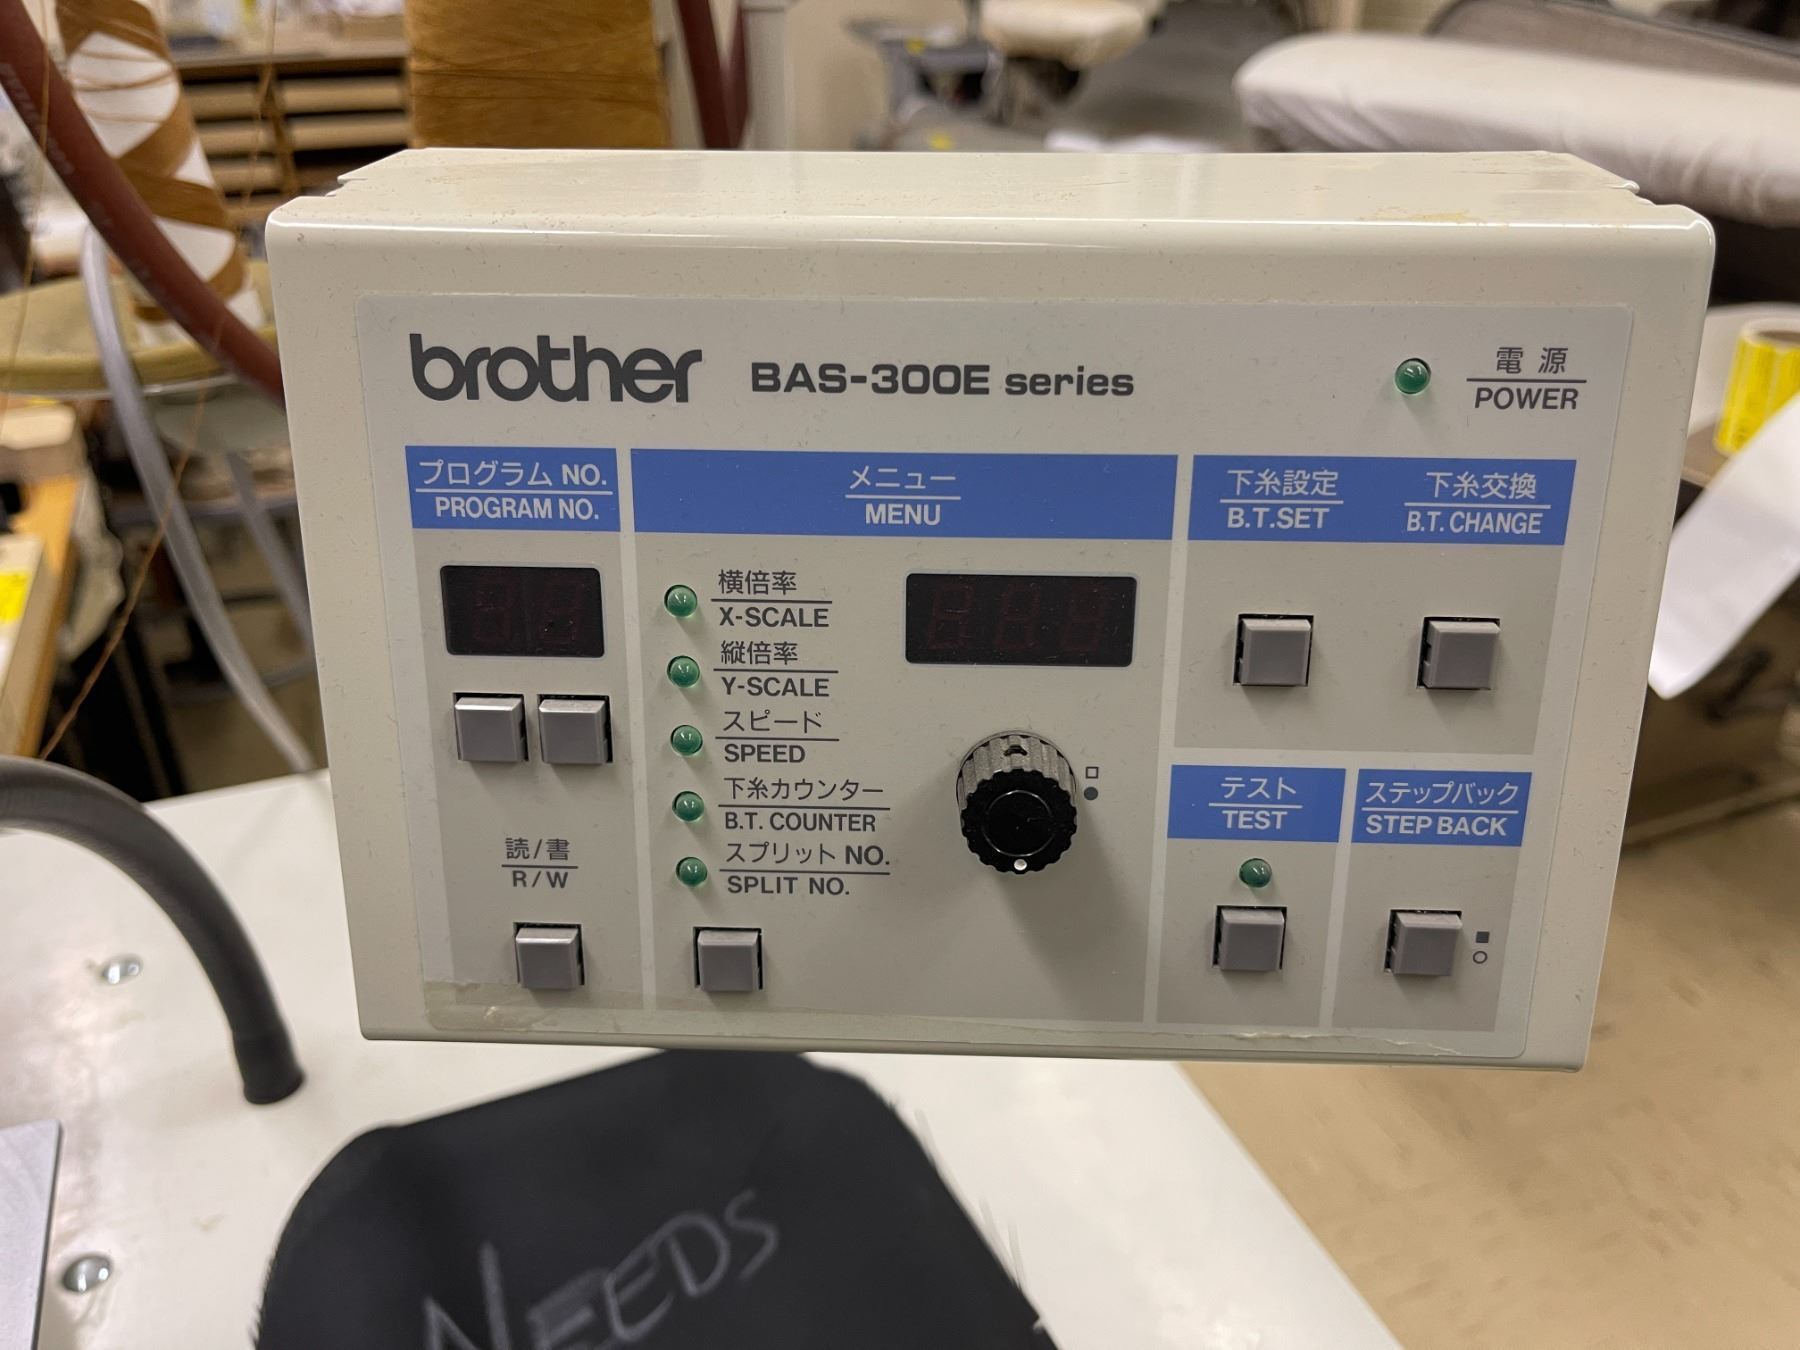 brother BAS-300E series
電源
POWER
プログラム NO.
PROGRAM NO.
メニュー
MENU
下糸設定
B.T.SET
下糸交換
B.T. CHANGE
横倍率
X-SCALE
縦倍率
Y-SCALE
スピード
SPEED
下糸カウンター
B.T. COUNTER
スプリット NO.
SPLIT NO.
読/書
R/W
テスト
TEST
ステップバック
STEP BACK
NEEDS